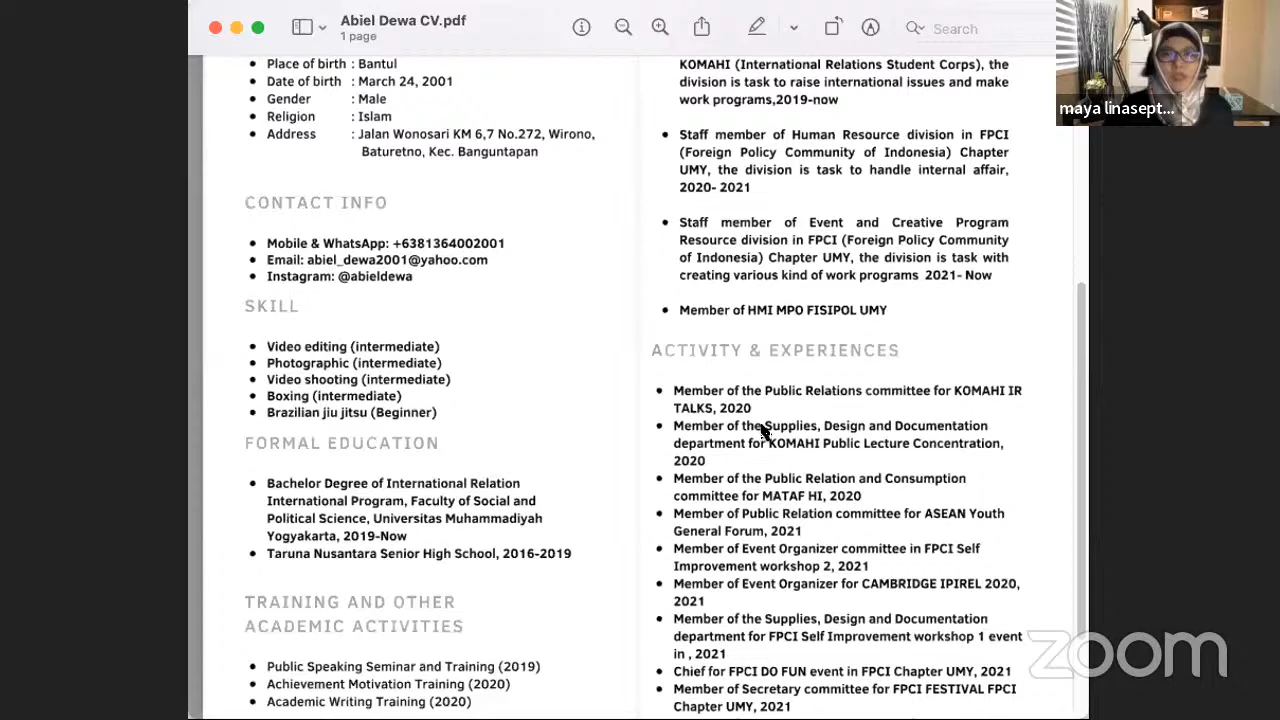 Abiel Dewa CV.pdf
1 page
Search
maya linasept...
Place of birth : Bantul
Date of birth : March 24, 2001
Gender : Male
Religion : Islam
Address : Jalan Wonosari KM 6,7 No.272, Wirono,
Baturetno, Kec. Banguntapan
CONTACT INFO
Mobile & WhatsApp: +6381364002001
Email: abiel_dewa2001@yahoo.com
Instagram: @abieldewa
SKILL
Video editing (intermediate)
Photographic (intermediate)
Video shooting (intermediate)
Boxing (intermediate)
Brazilian jiu jitsu (Beginner)
FORMAL EDUCATION
Bachelor Degree of International Relation
International Program, Faculty of Social and
Political Science, Universitas Muhammadiyah
Yogyakarta, 2019-Now
Taruna Nusantara Senior High School, 2016-2019
TRAINING AND OTHER
ACADEMIC ACTIVITIES
Public Speaking Seminar and Training (2019)
Achievement Motivation Training (2020)
Academic Writing Training (2020)
KOMAHI (International Relations Student Corps), the
division is task to raise international issues and make
work programs,2019-now
Staff member of Human Resource division in FPCI
(Foreign Policy Community of Indonesia) Chapter
UMY, the division is task to handle internal affair,
2020- 2021
Staff member of Event and Creative Program
Resource division in FPCI (Foreign Policy Community
of Indonesia) Chapter UMY, the division is task with
creating various kind of work programs 2021- Now
Member of HMI MPO FISIPOL UMY
ACTIVITY & EXPERIENCES
Member of the Public Relations committee for KOMAHI IR
TALKS, 2020
Member of the Supplies, Design and Documentation
department for KOMAHI Public Lecture Concentration,
2020
Member of the Public Relation and Consumption
committee for MATAF HI, 2020
Member of Public Relation committee for ASEAN Youth
General Forum, 2021
Member of Event Organizer committee in FPCI Self
Improvement workshop 2, 2021
Member of Event Organizer for CAMBRIDGE IPIREL 2020,
2021
Member of the Supplies, Design and Documentation
department for FPCI Self Improvement workshop 1 event
in , 2021
Chief for FPCI DO FUN event in FPCI Chapter UMY, 2021
Member of Secretary committee for FPCI FESTIVAL FPCI
Chapter UMY, 2021
zoom